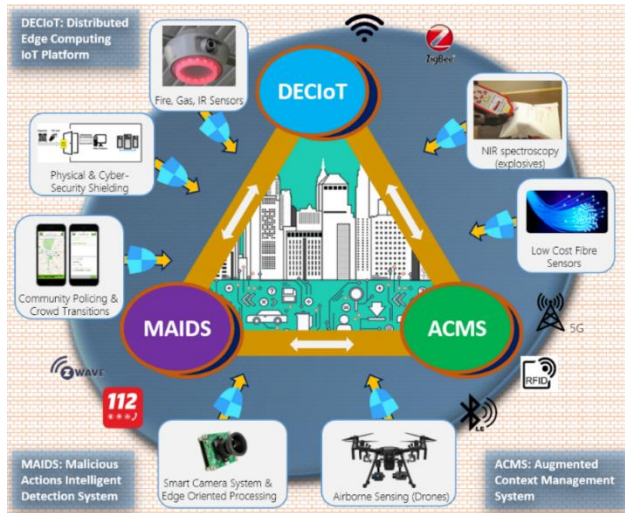 DECIoT: Distributed
Edge Computing
IoT Platform
Fire, Gas, IR Sensors
DECIoT
ZigBee
NIR spectroscopy
(explosives)
Physical & Cyber-
Security Shielding
Low Cost Fibre
Sensors
Community Policing &
Crowd Transitions
MAIDS
ACMS
5G
Z WAVE
RFID
112
LE
Smart Camera System &
Edge Oriented Processing
Airborne Sensing (Drones)
MAIDS: Malicious
Actions Intelligent
Detection System
ACMS: Augmented
Context Management
System